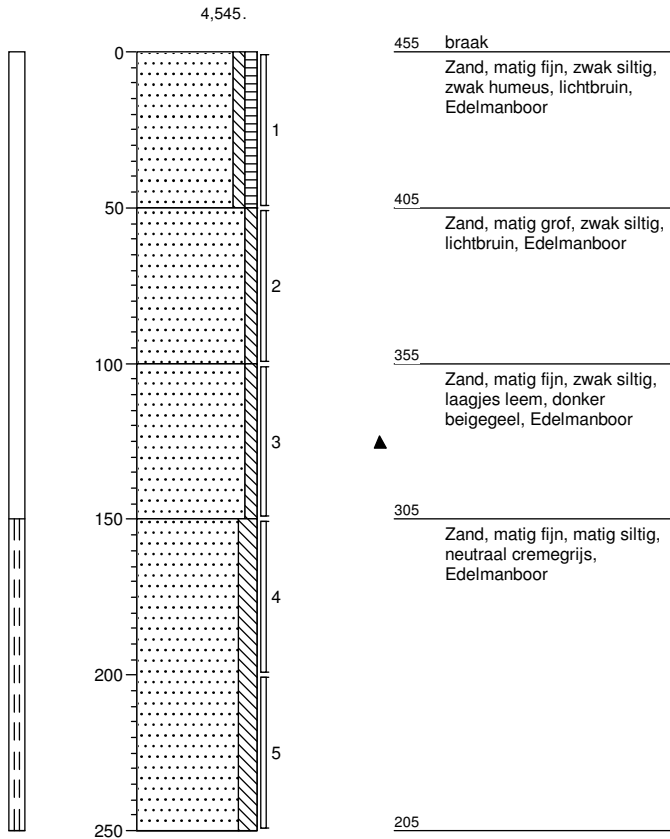 4,545.
0
50
100
150
200
250
1
2
3
4
5
455 braak
Zand, matig fijn, zwak siltig,
zwak humeus, lichtbruin,
Edelmanboor
405
Zand, matig grof, zwak siltig,
lichtbruin, Edelmanboor
355
Zand, matig fijn, zwak siltig,
laagjes leem, donker
beigegeel, Edelmanboor
305
Zand, matig fijn, matig siltig,
neutraal cremegrijs,
Edelmanboor
205